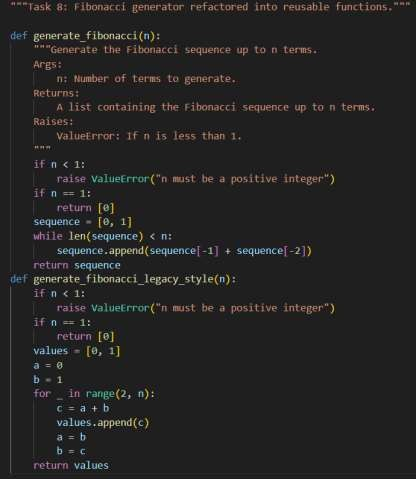 """Task 8: Fibonacci generator refactored into reusable functions."""

def generate_fibonacci(n):
    """Generate the Fibonacci sequence up to n terms.
    Args:
        n: Number of terms to generate.
    Returns:
        A list containing the Fibonacci sequence up to n terms.
    Raises:
        ValueError: If n is less than 1.
    """
    if n < 1:
        raise ValueError("n must be a positive integer")
    if n == 1:
        return [0]
    sequence = [0, 1]
    while len(sequence) < n:
        sequence.append(sequence[-1] + sequence[-2])
    return sequence
def generate_fibonacci_legacy_style(n):
    if n < 1:
        raise ValueError("n must be a positive integer")
    if n == 1:
        return [0]
    values = [0, 1]
    a = 0
    b = 1
    for _ in range(2, n):
        c = a + b
        values.append(c)
        a = b
        b = c
    return values